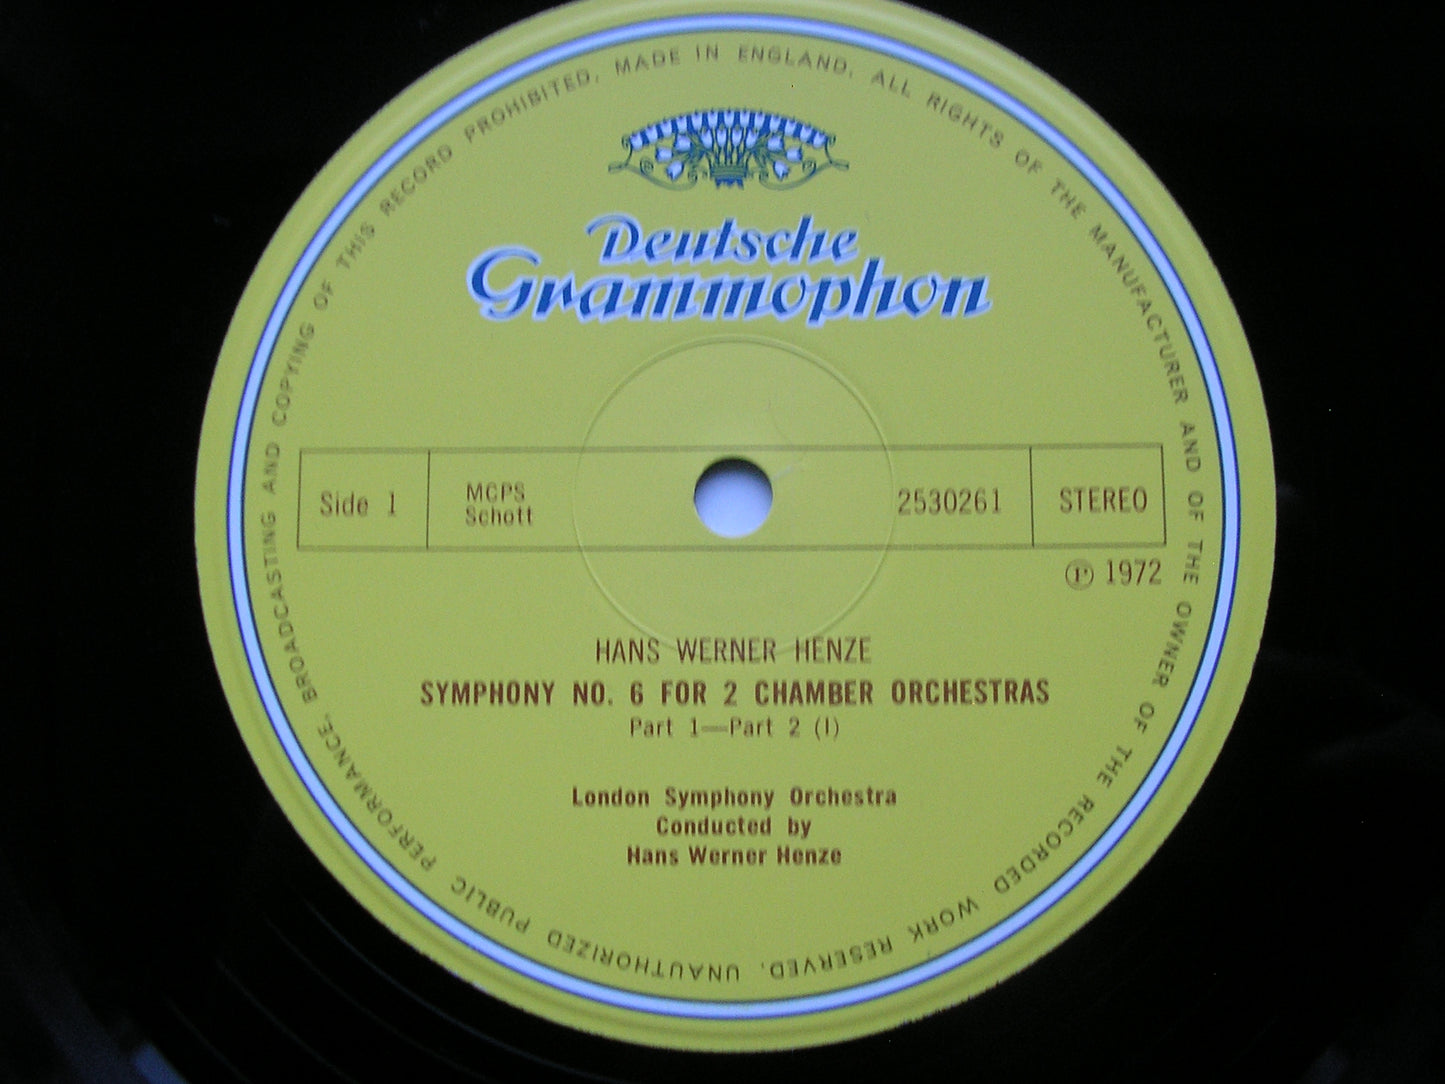 MADE IN ENGLAND. ALL RIGHTS OF THE MANUFACTURER AND OF THE OWNER OF THE RECORDED WORK RESERVED. UNAUTHORIZED PUBLIC PERFORMANCE, BROADCASTING AND COPYING OF THIS RECORD PROHIBITED.
Deutsche
Grammophon
Side 1
MCPS
Schott
2530261
STEREO
Ⓟ 1972
HANS WERNER HENZE
SYMPHONY NO. 6 FOR 2 CHAMBER ORCHESTRAS
Part 1—Part 2 (I)
London Symphony Orchestra
Conducted by
Hans Werner Henze